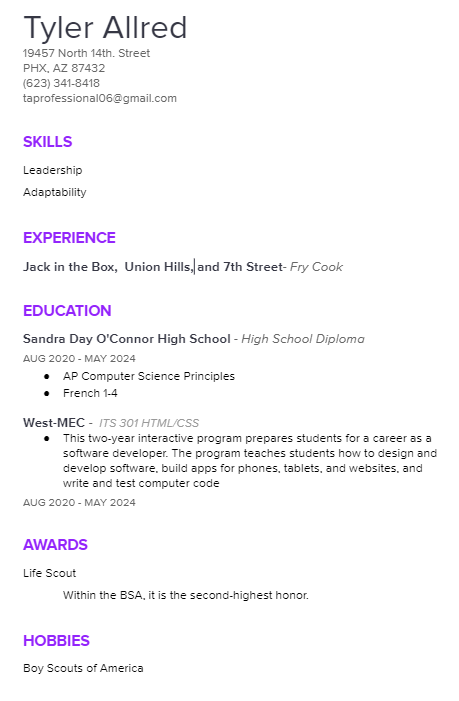 Tyler Allred
19457 North 14th. Street
PHX, AZ 87432
(623) 341-8418
taprofessional06@gmail.com
SKILLS
Leadership
Adaptability
EXPERIENCE
Jack in the Box,  Union Hills, and 7th Street- Fry Cook
EDUCATION
Sandra Day O'Connor High School - High School Diploma
AUG 2020 - MAY 2024
● AP Computer Science Principles
● French 1-4
West-MEC -  ITS 301 HTML/CSS
● This two-year interactive program prepares students for a career as a
software developer. The program teaches students how to design and
develop software, build apps for phones, tablets, and websites, and
write and test computer code
AUG 2020 - MAY 2024
AWARDS
Life Scout
Within the BSA, it is the second-highest honor.
HOBBIES
Boy Scouts of America